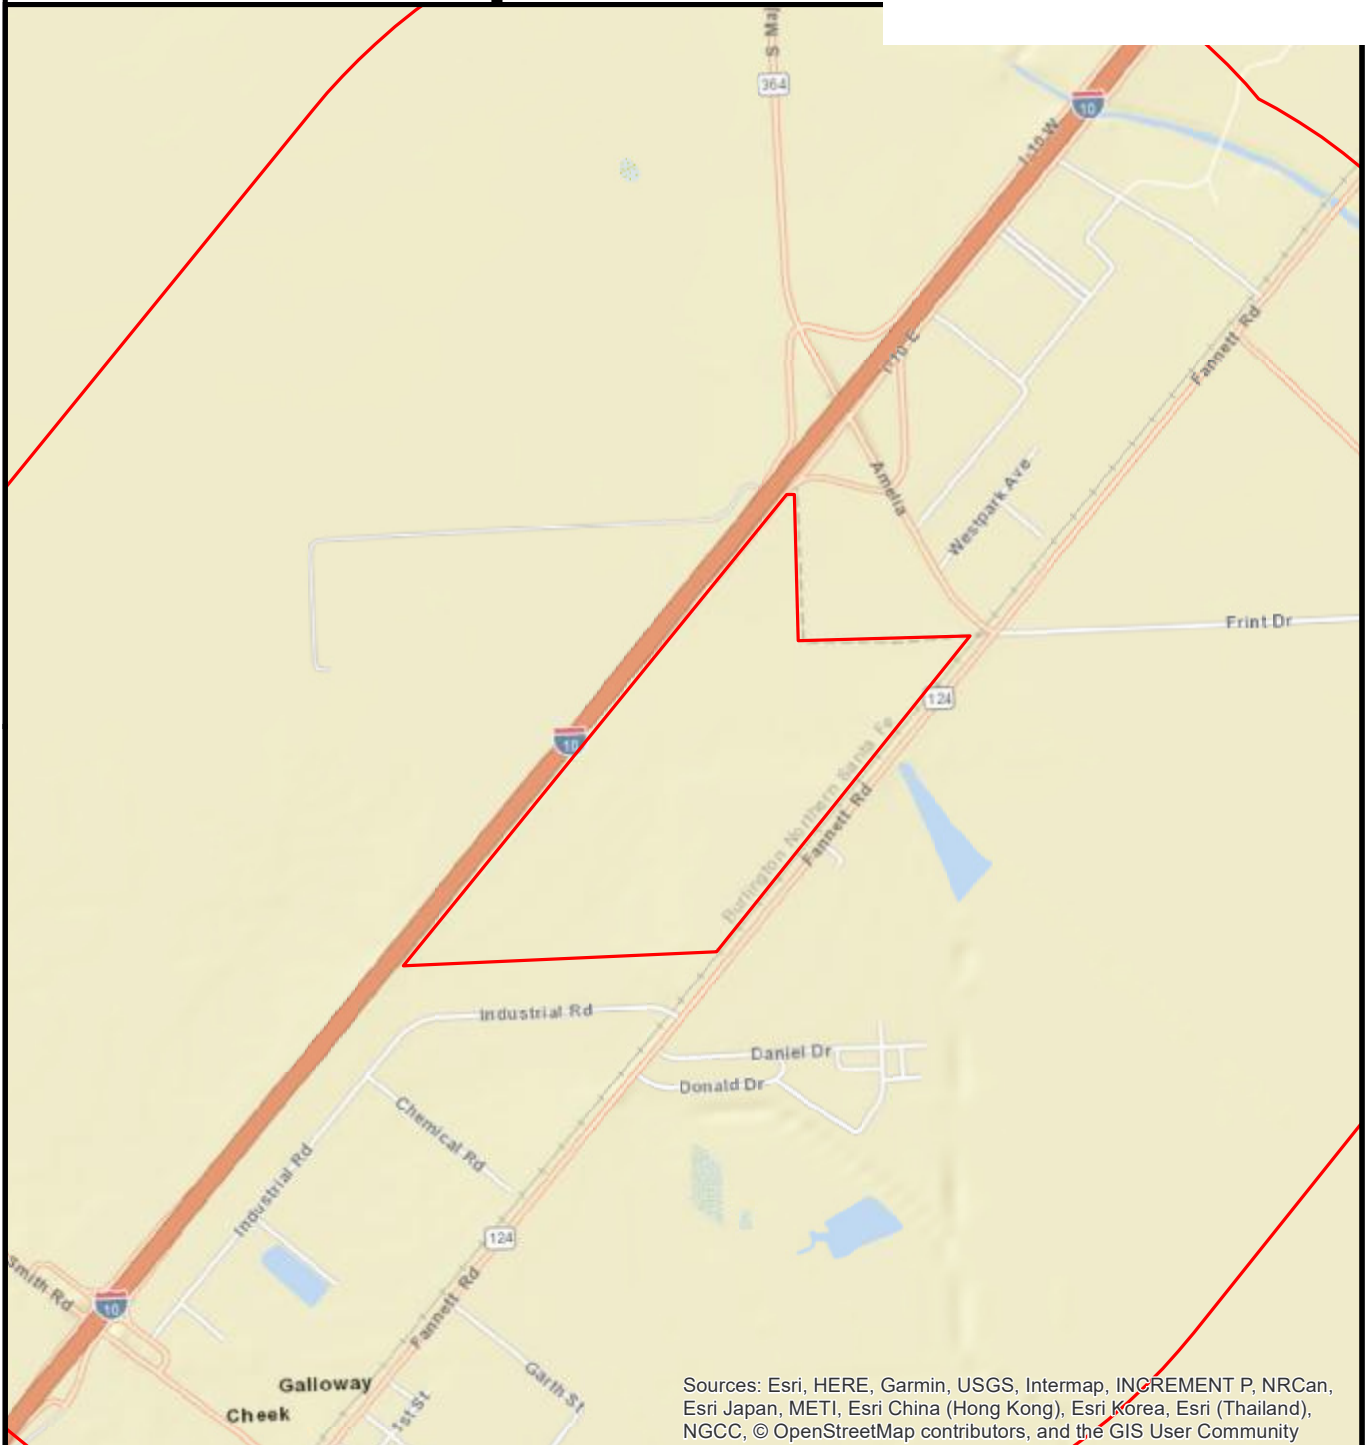 S Maj
364
10
I-10 W
I-10 E
Fannett Rd
Amelia
Westpark Ave
Frint Dr
124
10
Burlington Northern Santa Fe
Fannett Rd
Industrial Rd
Daniel Dr
Donald Dr
Chemical Rd
Industrial Rd
124
Smith Rd
10
Fannett Rd
Galloway
Garth St
Cheek
1st St
Sources: Esri, HERE, Garmin, USGS, Intermap, INCREMENT P, NRCan,
Esri Japan, METI, Esri China (Hong Kong), Esri Korea, Esri (Thailand),
NGCC, © OpenStreetMap contributors, and the GIS User Community